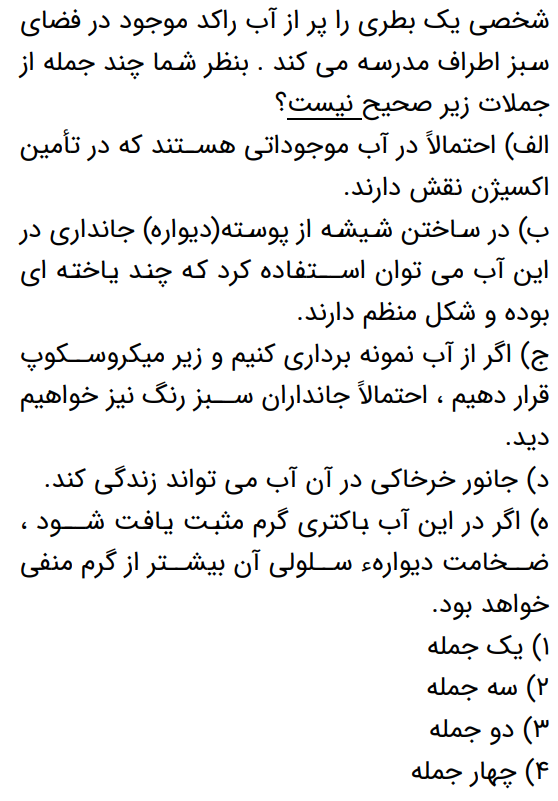 شخصی یک بطری را پر از آب راکد موجود در فضای
سبز اطراف مدرسه می کند . بنظر شما چند جمله از
جملات زیر صحیح نیست؟
الف) احتمالاً در آب موجوداتی هستند که در تأمین
اکسیژن نقش دارند.
ب) در ساختن شیشه از پوسته(دیواره) جانداری در
این آب می توان استفاده کرد که چند یاخته ای
بوده و شکل منظم دارند.
ج) اگر از آب نمونه برداری کنیم و زیر میکروسکوپ
قرار دهیم ، احتمالاً جانداران سبز رنگ نیز خواهیم
دید.
د) جانور خرخاکی در آن آب می تواند زندگی کند.
ه) اگر در این آب باکتری گرم مثبت یافت شود ،
ضخامت دیوارهء سلولی آن بیشتر از گرم منفی
خواهد بود.
۱) یک جمله
۲) سه جمله
۳) دو جمله
۴) چهار جمله